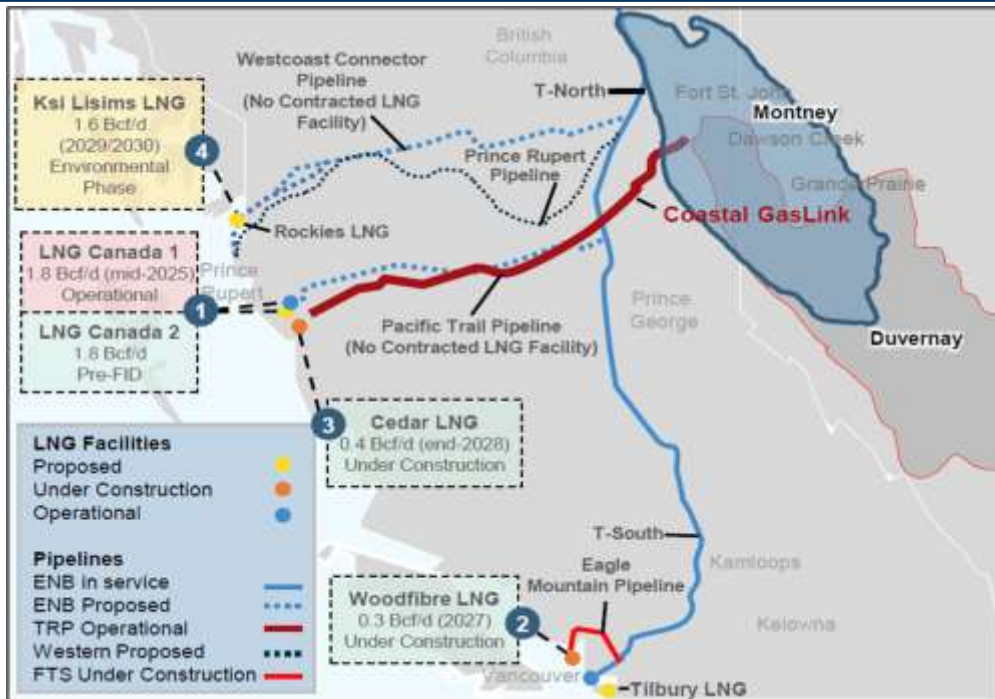 British
Columbia
Westcoast Connector
Pipeline
(No Contracted LNG
Facility)
T-North
Fort St. John
Montney
Dawson Creek
Grande Prairie
Ksi Lisims LNG
1.6 Bcf/d
(2029/2030)
Environmental
Phase
4
Prince Rupert
Pipeline
Coastal GasLink
Rockies LNG
LNG Canada 1
1.8 Bcf/d (mid-2025)
Operational
Prince
Rupert
1
LNG Canada 2
1.8 Bcf/d
Pre-FID
Pacific Trail Pipeline
(No Contracted LNG Facility)
Prince
George
Duvernay
3
Cedar LNG
0.4 Bcf/d (end-2028)
Under Construction
LNG Facilities
Proposed
Under Construction
Operational
Pipelines
ENB in service
ENB Proposed
TRP Operational
Western Proposed
FTS Under Construction
T-South
Kamloops
Eagle
Mountain Pipeline
Woodfibre LNG
0.3 Bcf/d (2027)
Under Construction
2
Kelowna
Vancouver
Tilbury LNG